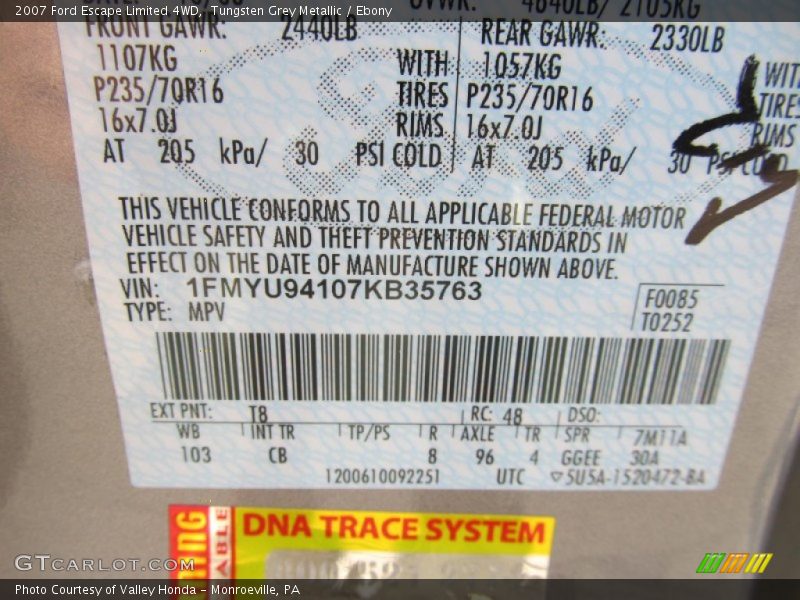 2007 Ford Escape Limited 4WD, , Tungsten Grey Metallic / Ebony
GVWR: 4640LB/ 2105KG
FRONT GAWR: 2440LB REAR GAWR: 2330LB
1107KG WITH 1057KG WITH
P235/70R16 TIRES P235/70R16 TIRES
16x7.0J RIMS 16x7.0J RIMS
AT 205 kPa/ 30 PSI COLD AT 205 kPa/ 30 PSI COLD
THIS VEHICLE CONFORMS TO ALL APPLICABLE FEDERAL MOTOR
VEHICLE SAFETY AND THEFT PREVENTION STANDARDS IN
EFFECT ON THE DATE OF MANUFACTURE SHOWN ABOVE.
VIN: 1FMYU94107KB35763
TYPE: MPV
F0085
T0252
EXT PNT: T8 RC: 48 DSO:
WB INT TR TP/PS R AXLE TR SPR 7M11A
103 CB 8 96 4 GGEE 30A
1200610092251 UTC ▽5U5A-1520472-BA
DNA TRACE SYSTEM
GTCARCOLOR.COM
Photo Courtesy of Valley Honda - Monroeville, PA